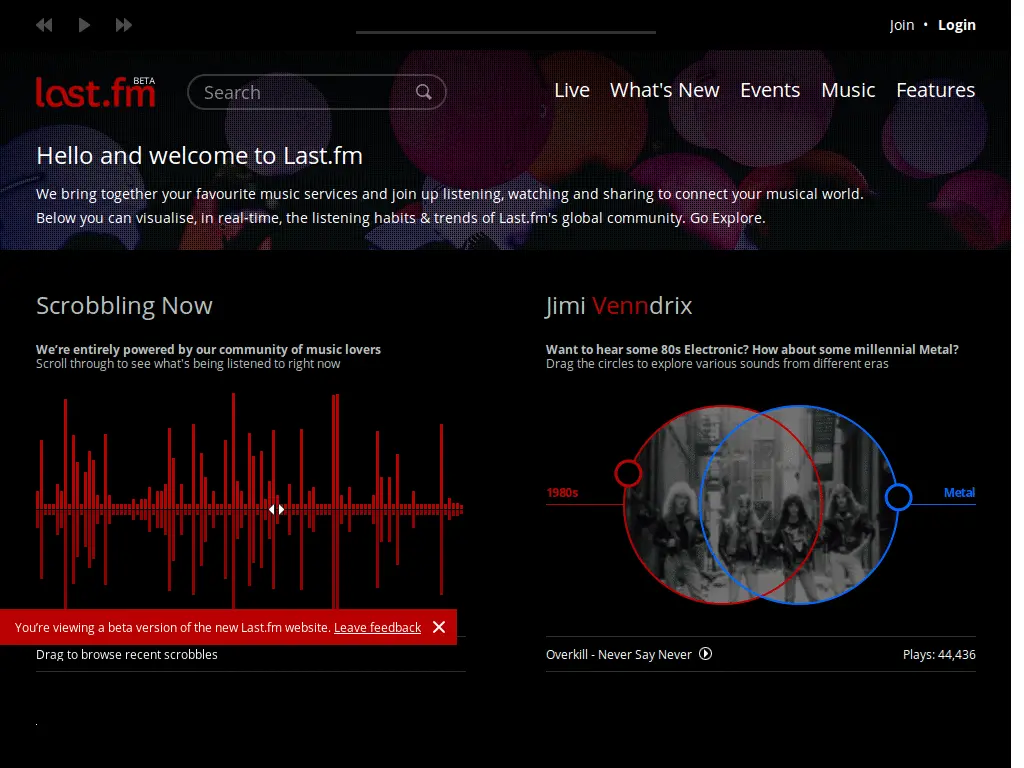 Join • Login
last.fm BETA
Search
Live What's New Events Music Features
Hello and welcome to Last.fm
We bring together your favourite music services and join up listening, watching and sharing to connect your musical world.
Below you can visualise, in real-time, the listening habits & trends of Last.fm's global community. Go Explore.
Scrobbling Now
We’re entirely powered by our community of music lovers
Scroll through to see what's being listened to right now
Jimi Venndrix
Want to hear some 80s Electronic? How about some millennial Metal?
Drag the circles to explore various sounds from different eras
1980s
Metal
You’re viewing a beta version of the new Last.fm website. Leave feedback
Drag to browse recent scrobbles
Overkill - Never Say Never
Plays: 44,436